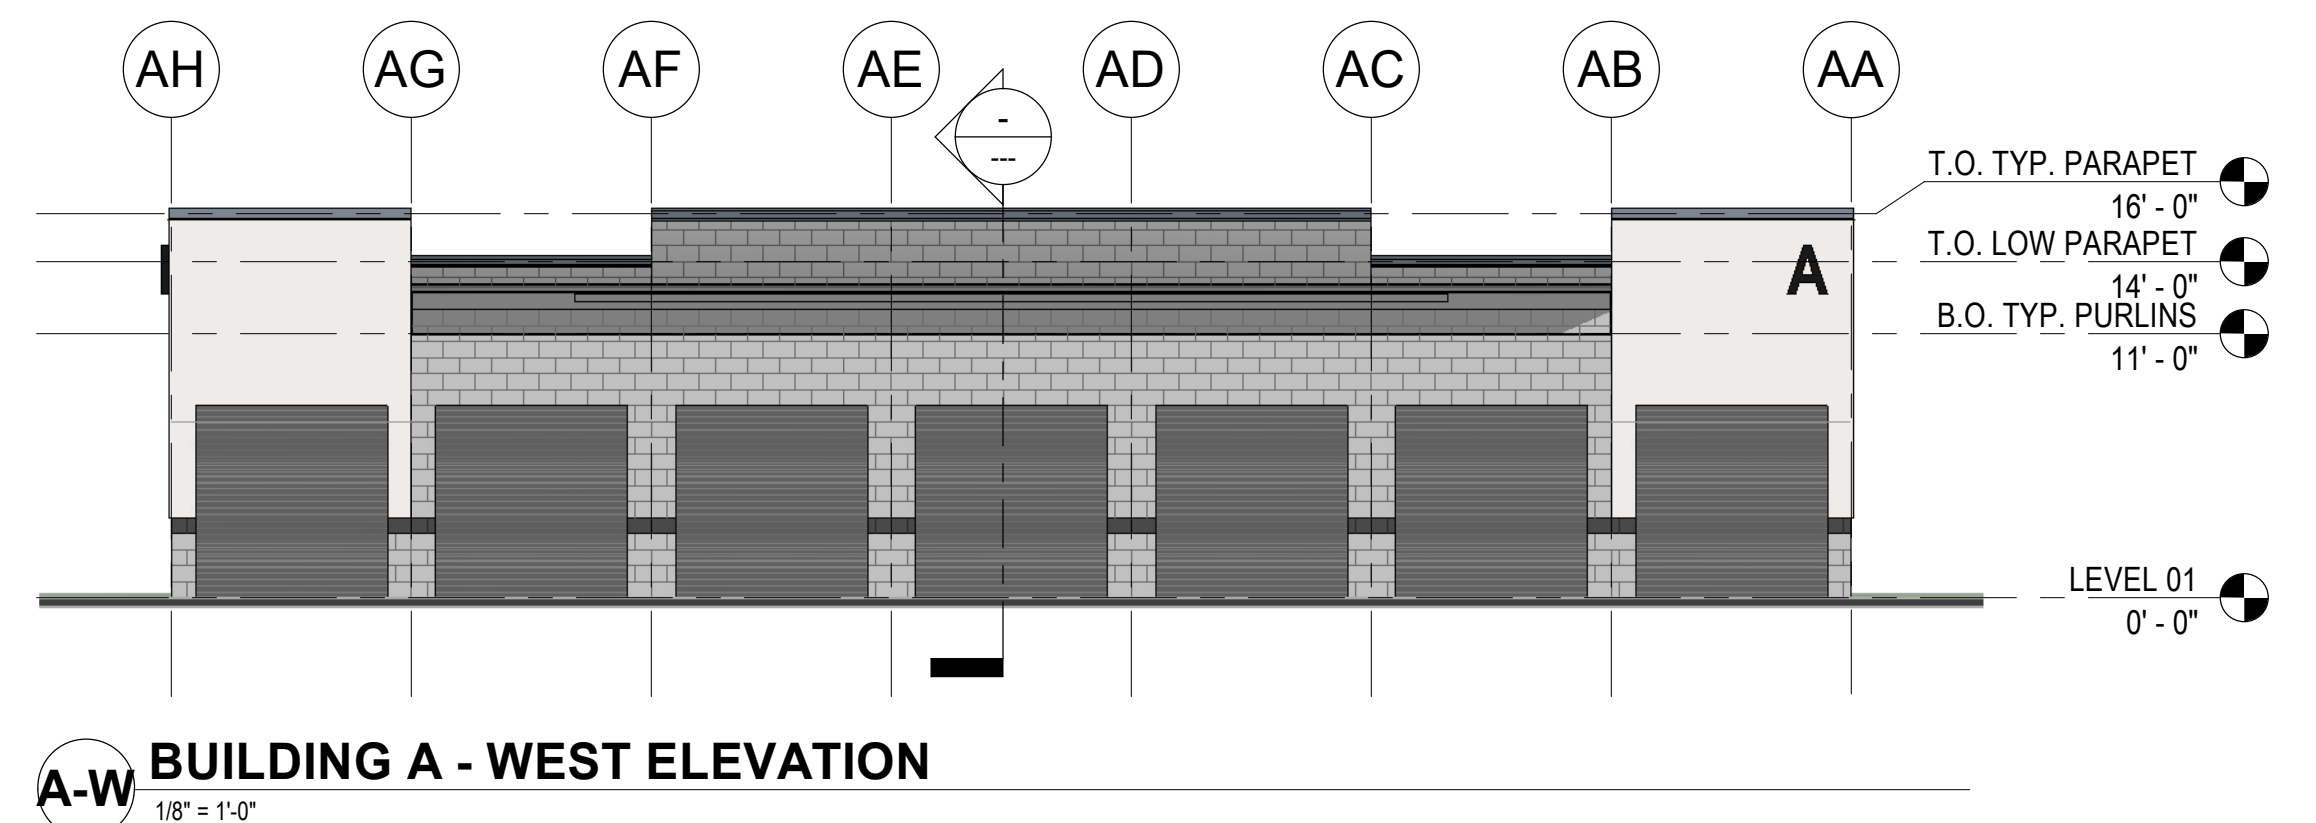 AH AG AF AE AD AC AB AA
-
---
T.O. TYP. PARAPET
16' - 0"
T.O. LOW PARAPET
14' - 0"
B.O. TYP. PURLINS
11' - 0"
A
LEVEL 01
0' - 0"
A-W BUILDING A - WEST ELEVATION
1/8" = 1'-0"